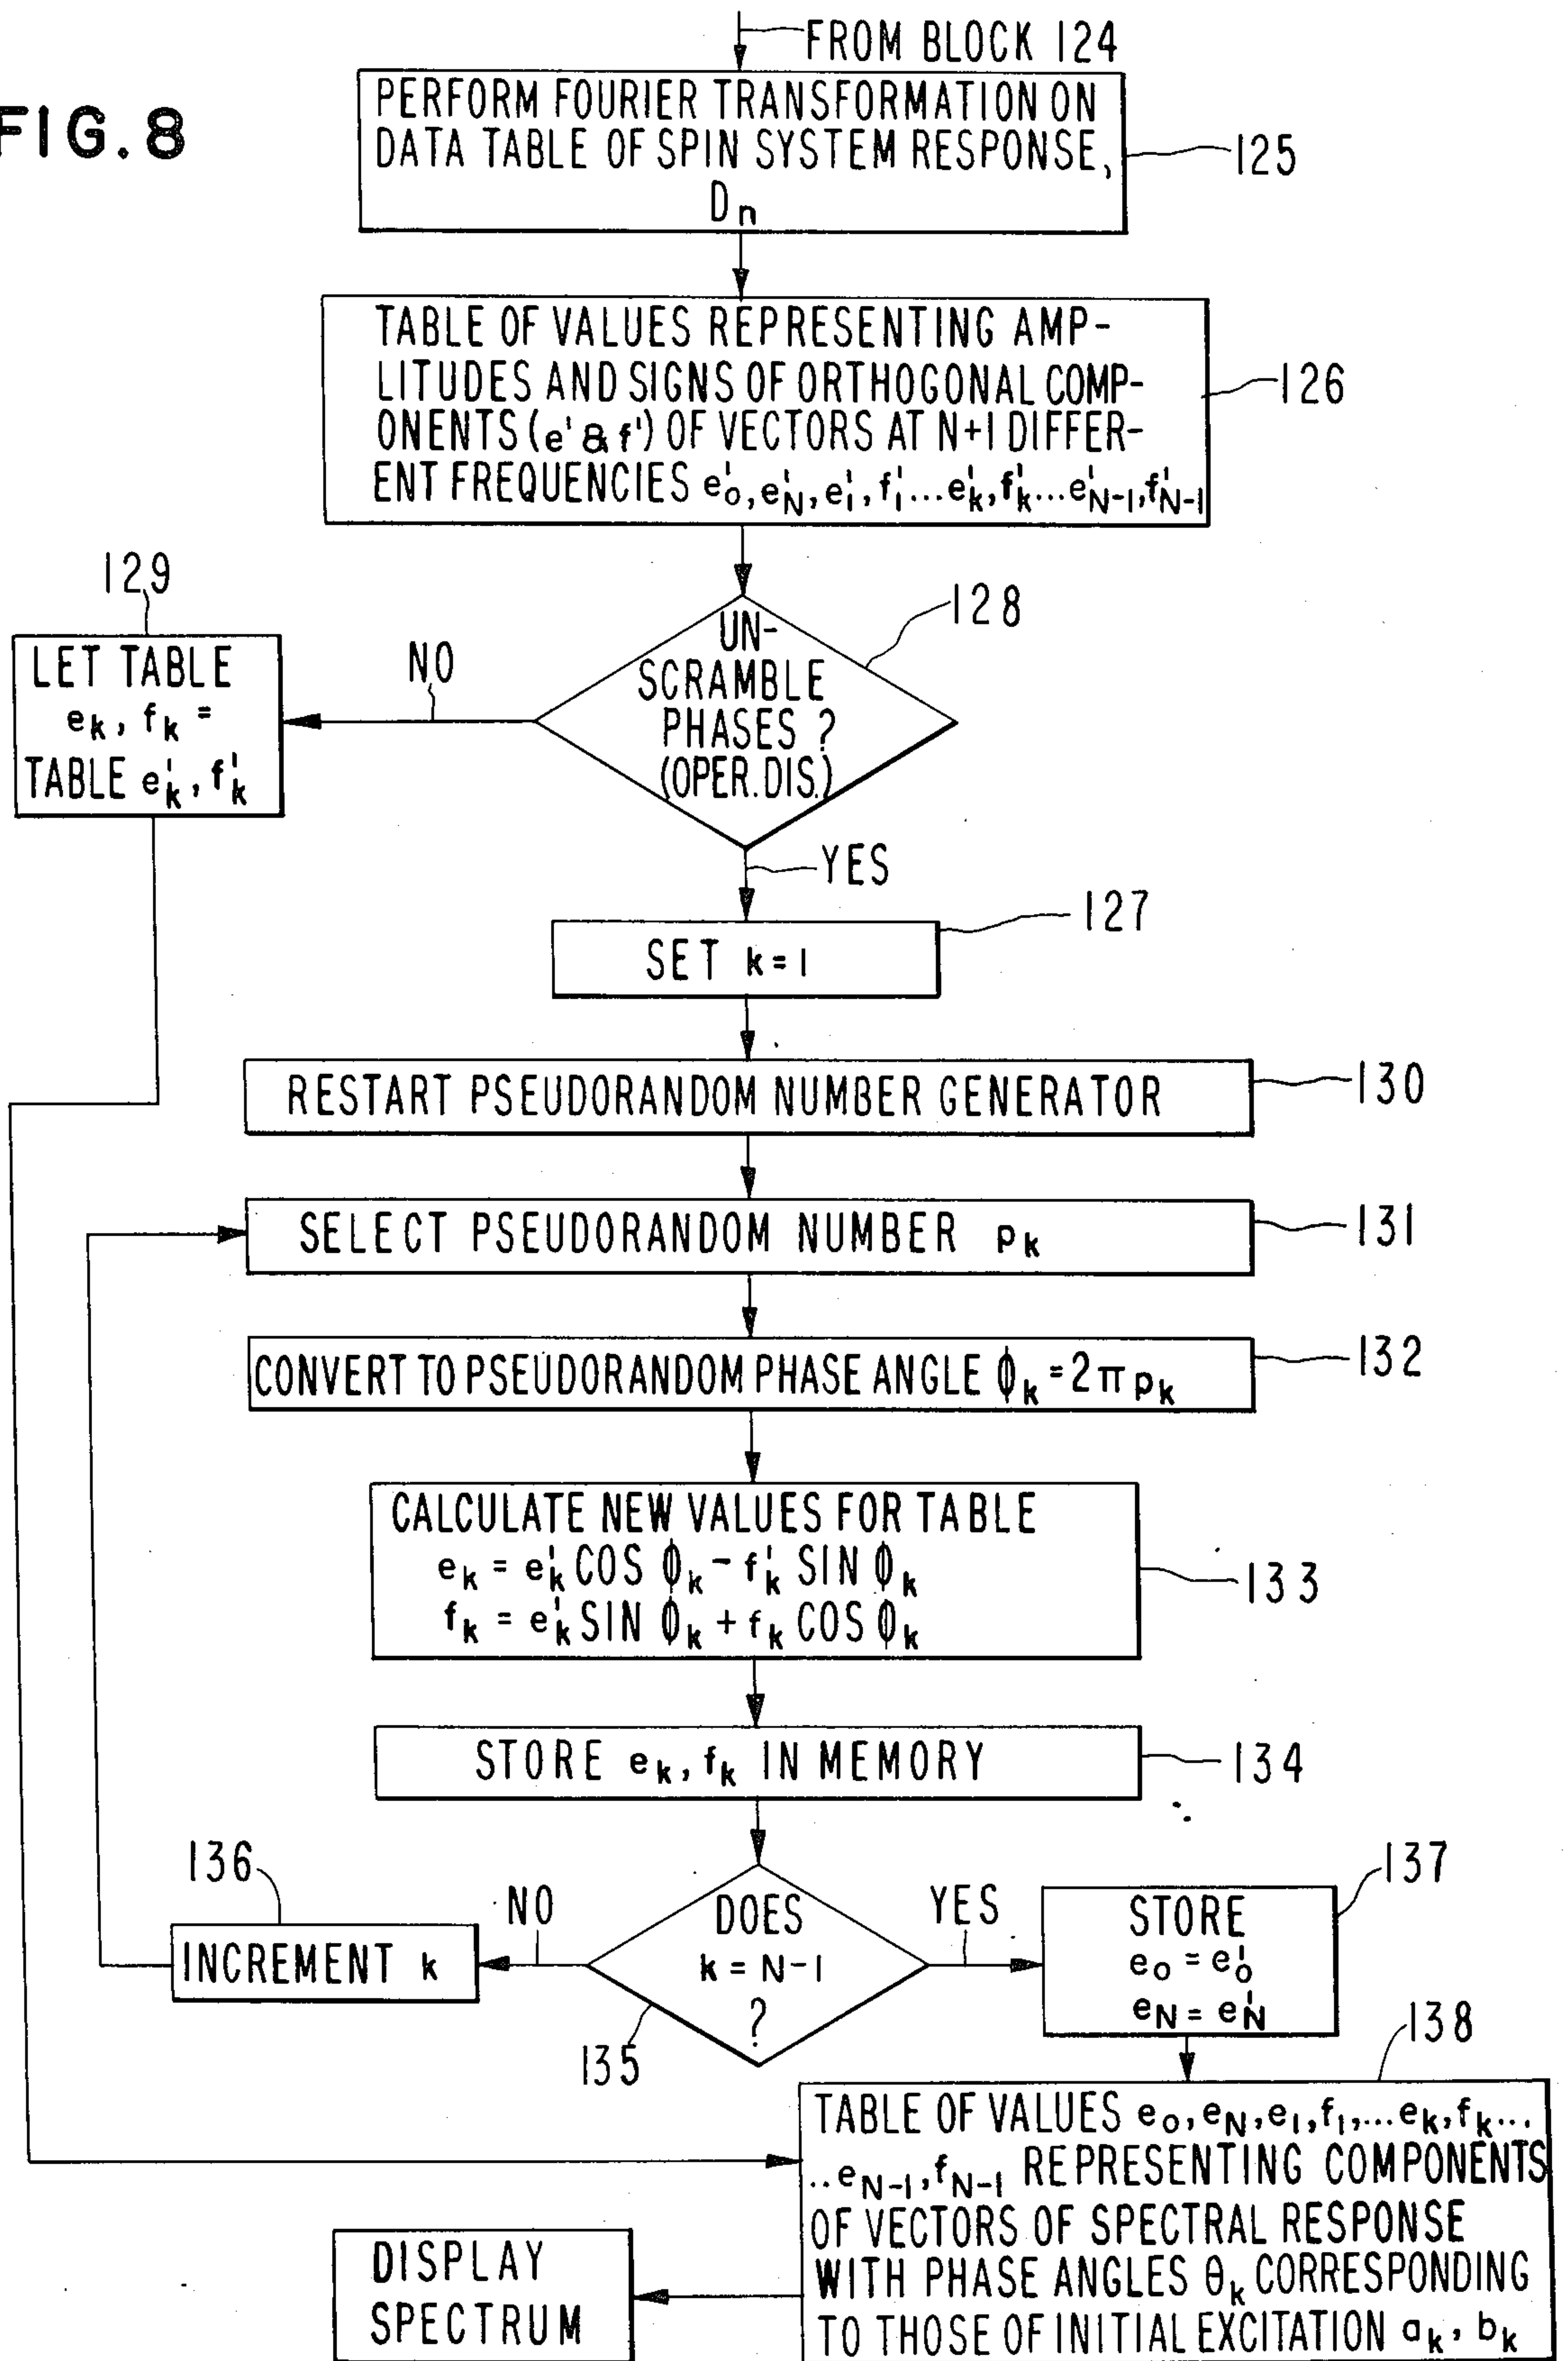 FROM BLOCK 124
FIG. 8
PERFORM FOURIER TRANSFORMATION ON
DATA TABLE OF SPIN SYSTEM RESPONSE,
Dn
125
TABLE OF VALUES REPRESENTING AMP-
LITUDES AND SIGNS OF ORTHOGONAL COMP-
ONENTS (e' & f') OF VECTORS AT N+1 DIFFER-
ENT FREQUENCIES e'0, e'N, e'1, f'1...e'k, f'k...e'N-1, f'N-1
126
129
LET TABLE
ek, fk =
TABLE e'k, f'k
NO
UN-
SCRAMBLE
PHASES ?
(OPER. DIS.)
128
YES
SET k = 1
127
RESTART PSEUDORANDOM NUMBER GENERATOR
130
SELECT PSEUDORANDOM NUMBER pk
131
CONVERT TO PSEUDORANDOM PHASE ANGLE ϕk = 2π pk
132
CALCULATE NEW VALUES FOR TABLE
ek = e'k COS ϕk - f'k SIN ϕk
fk = e'k SIN ϕk + fk COS ϕk
133
STORE ek, fk IN MEMORY
134
136
INCREMENT k
NO
DOES
k = N-1
?
135
YES
STORE
e0 = e'0
eN = e'N
137
138
TABLE OF VALUES e0, eN, e1, f1,...ek, fk...
..eN-1, fN-1 REPRESENTING COMPONENTS
OF VECTORS OF SPECTRAL RESPONSE
WITH PHASE ANGLES θk CORRESPONDING
TO THOSE OF INITIAL EXCITATION ak, bk
DISPLAY
SPECTRUM